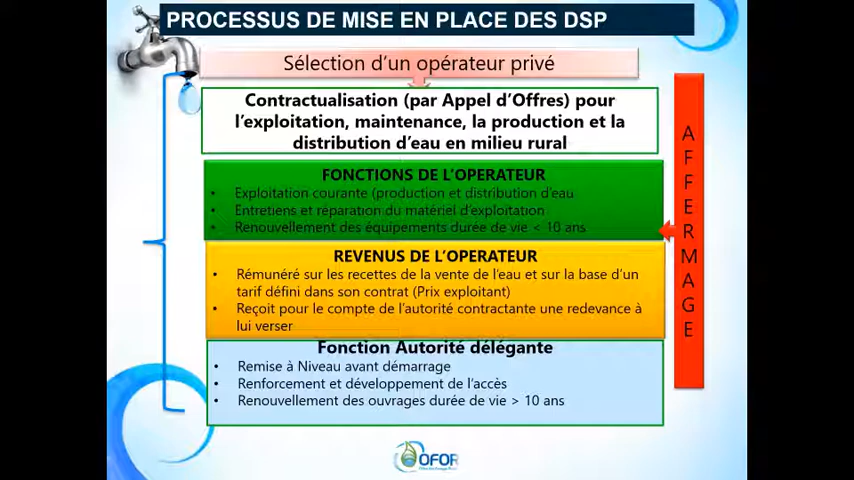 PROCESSUS DE MISE EN PLACE DES DSP
Sélection d'un opérateur privé
Contractualisation (par Appel d'Offres) pour
l'exploitation, maintenance, la production et la
distribution d'eau en milieu rural
FONCTIONS DE L'OPERATEUR
• Exploitation courante (production et distribution d'eau
• Entretiens et réparation du matériel d'exploitation
• Renouvellement des équipements durée de vie < 10 ans
REVENUS DE L'OPERATEUR
• Rémunéré sur les recettes de la vente de l'eau et sur la base d'un
tarif défini dans son contrat (Prix exploitant)
• Reçoit pour le compte de l'autorité contractante une redevance à
lui verser
Fonction Autorité délégante
• Remise à Niveau avant démarrage
• Renforcement et développement de l'accès
• Renouvellement des ouvrages durée de vie > 10 ans
AFFERMAGE
OFOR